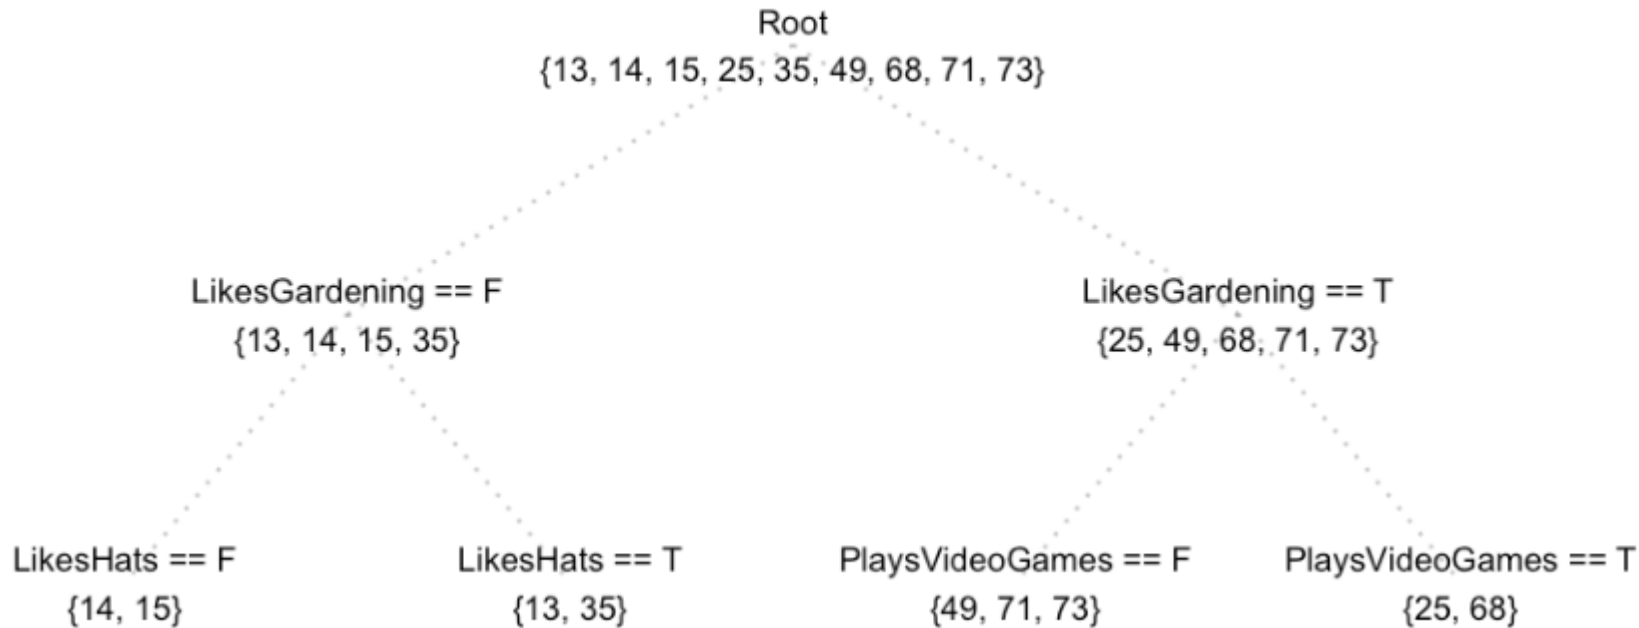 Root
{13, 14, 15, 25, 35, 49, 68, 71, 73}
LikesGardening == F
{13, 14, 15, 35}
LikesGardening == T
{25, 49, 68, 71, 73}
LikesHats == F
{14, 15}
LikesHats == T
{13, 35}
PlaysVideoGames == F
{49, 71, 73}
PlaysVideoGames == T
{25, 68}